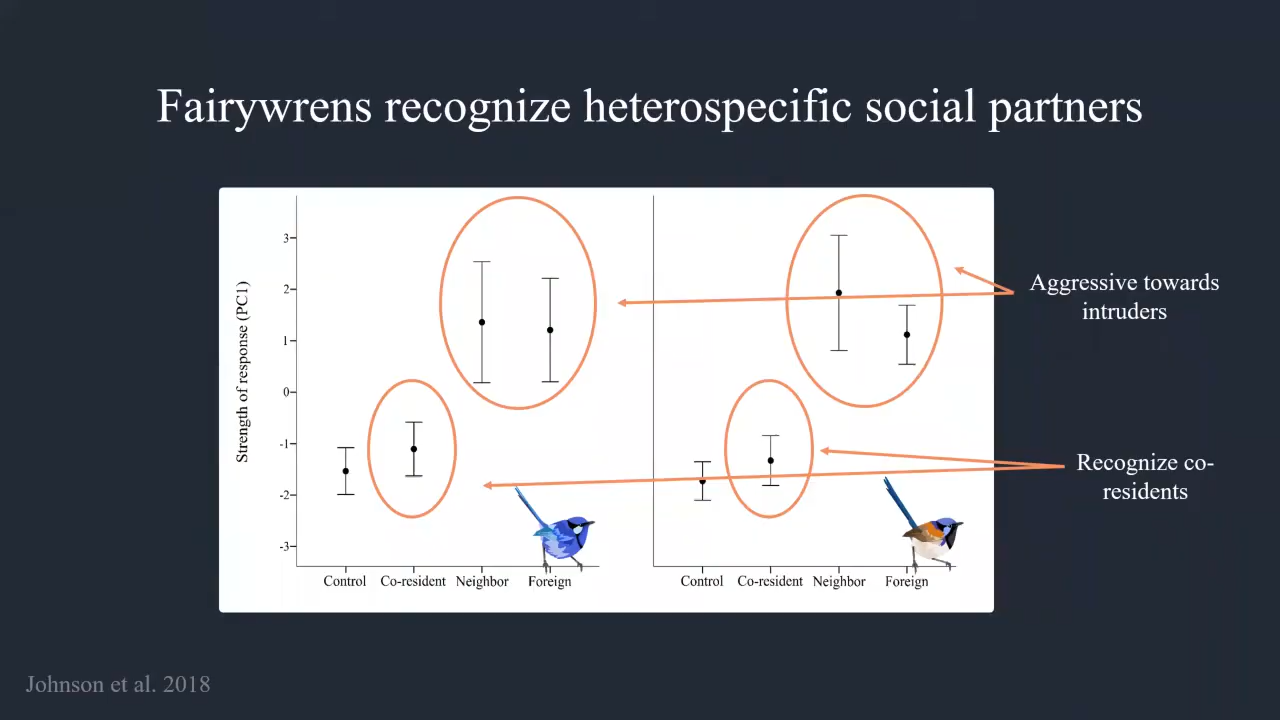 Fairywrens recognize heterospecific social partners
Strength of response (PC1)
3
2
1
0
-1
-2
-3
Control Co-resident Neighbor Foreign
Control Co-resident Neighbor Foreign
Aggressive towards
intruders
Recognize co-
residents
Johnson et al. 2018